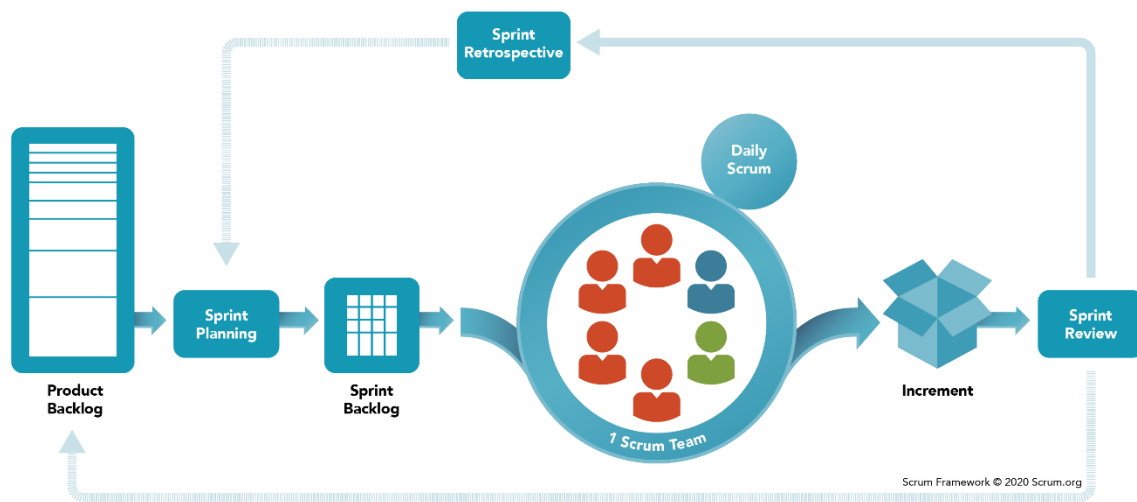 Sprint
Retrospective
Daily
Scrum
Sprint
Planning
Sprint
Review
Product
Backlog
Sprint
Backlog
Increment
1 Scrum Team
Scrum Framework © 2020 Scrum.org